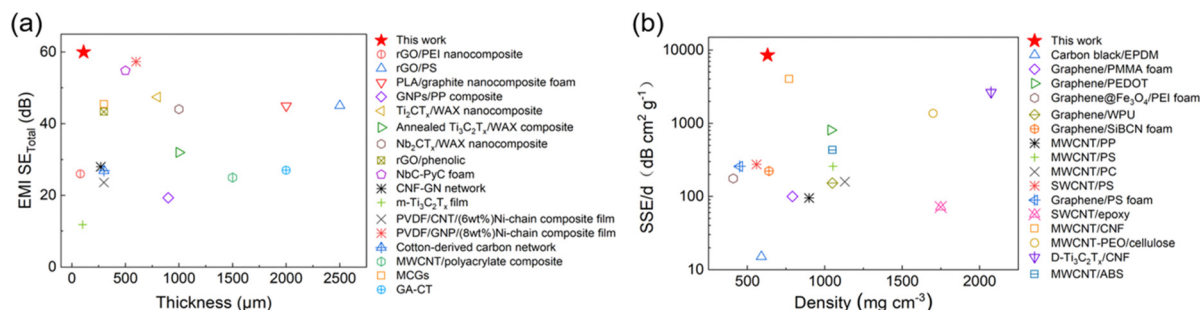 (a)
EMI SE_Total (dB)
60
40
20
0
0
500
1000
1500
2000
2500
Thickness (μm)
This work
rGO/PEI nanocomposite
rGO/PS
PLA/graphite nanocomposite foam
GNPs/PP composite
Ti₂CTₓ/WAX nanocomposite
Annealed Ti₃C₂Tₓ/WAX composite
Nb₂CTₓ/WAX nanocomposite
rGO/phenolic
NbC-PyC foam
CNF-GN network
m-Ti₃C₂Tₓ film
PVDF/CNT/(6wt%)Ni-chain composite film
PVDF/GNP/(8wt%)Ni-chain composite film
Cotton-derived carbon network
MWCNT/polyacrylate composite
MCGs
GA-CT
(b)
SSE/d (dB cm² g⁻¹)
10000
1000
100
10
500
1000
1500
2000
Density (mg cm⁻³)
This work
Carbon black/EPDM
Graphene/PMMA foam
Graphene/PEDOT
Graphene@Fe₃O₄/PEI foam
Graphene/WPU
Graphene/SiBCN foam
MWCNT/PP
MWCNT/PS
MWCNT/PC
SWCNT/PS
Graphene/PS foam
SWCNT/epoxy
MWCNT/CNF
MWCNT-PEO/cellulose
D-Ti₃C₂Tₓ/CNF
MWCNT/ABS